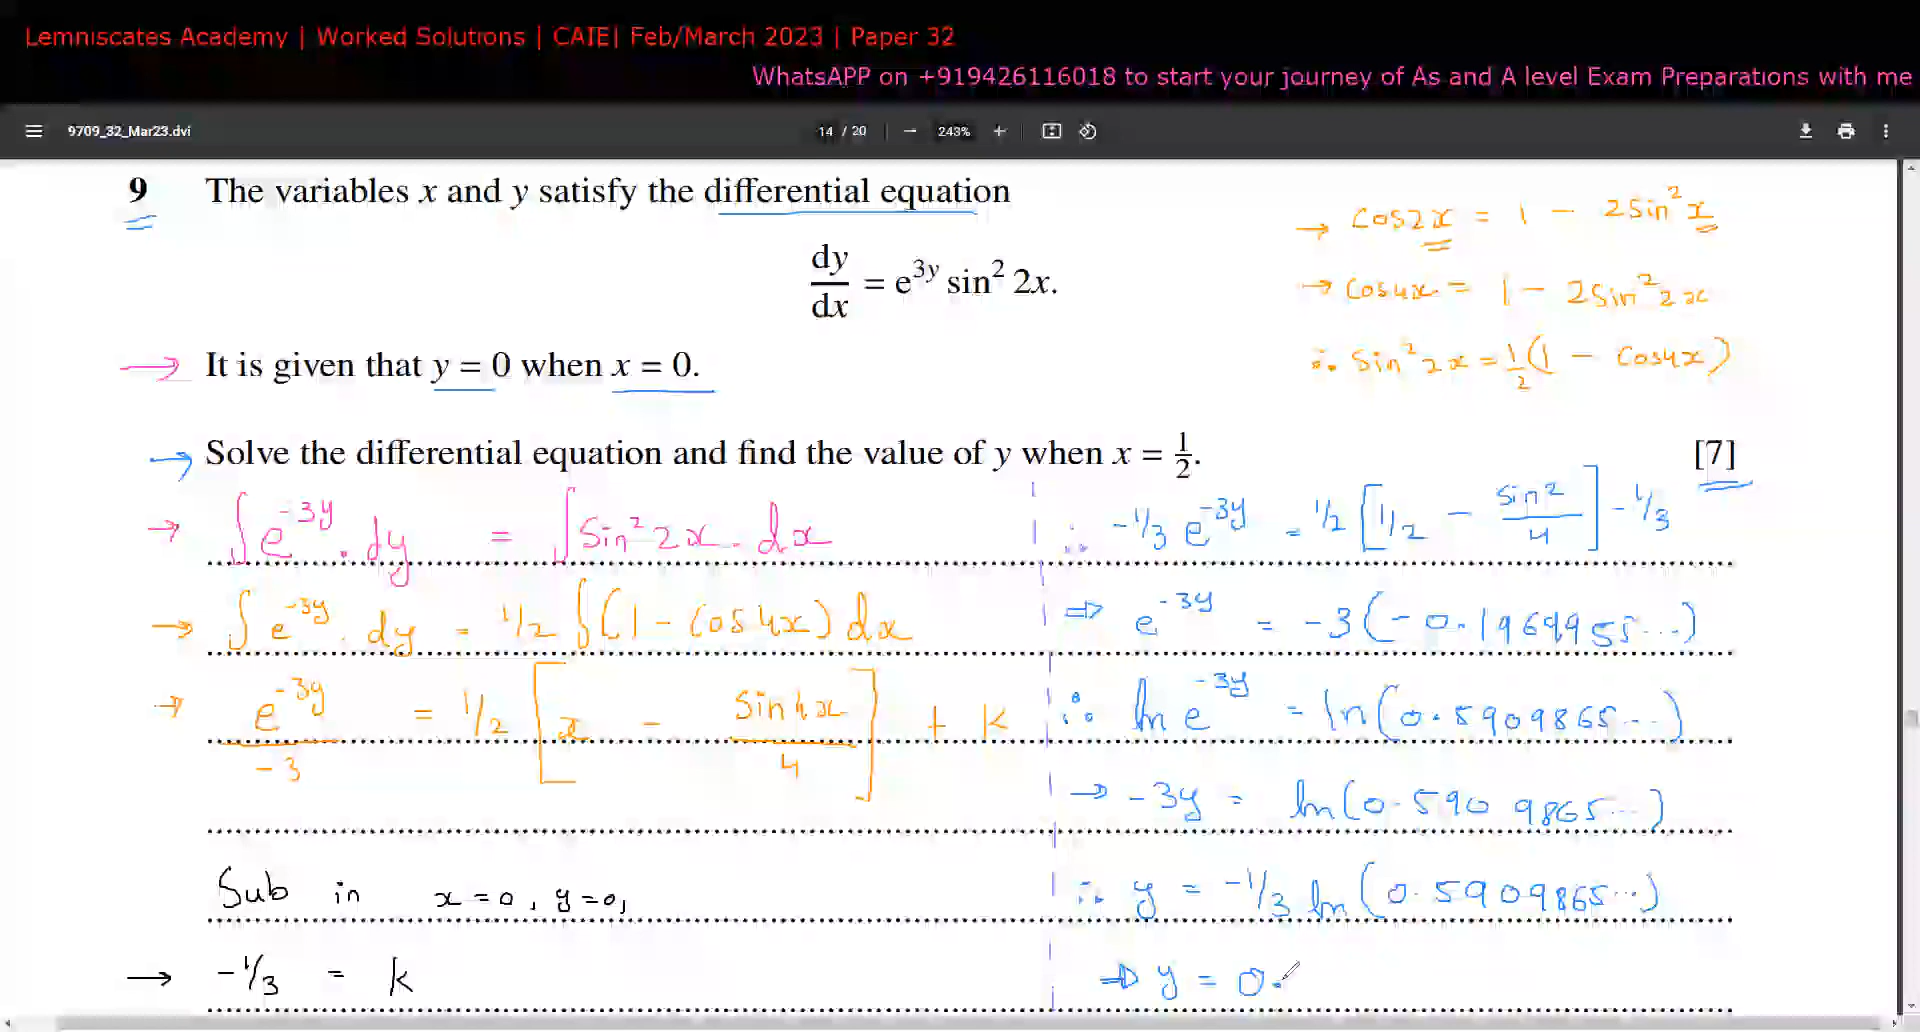 Lemniscates Academy | Worked Solutions | CAIE| Feb/March 2023 | Paper 32
WhatsAPP on +919426116018 to start your journey of As and A level Exam Preparations with me
9709_32_Mar23.dvi
14 / 20
243%
9 The variables x and y satisfy the differential equation
dy/dx = e^3y sin² 2x.
It is given that y = 0 when x = 0.
Solve the differential equation and find the value of y when x = 1/2. [7]
→ cos2x = 1 - 2sin²x
→ cos4x = 1 - 2sin²2x
∴ sin²2x = 1/2(1 - cos4x)
→ ∫e^-3y . dy = ∫sin²2x . dx
→ ∫e^-3y . dy = 1/2 ∫(1 - cos4x) dx
→ e^-3y/-3 = 1/2 [x - sin4x/4] + k
Sub in x=0, y=0,
→ -1/3 = k
∴ -1/3 e^-3y = 1/2 [1/2 - sin2/4] - 1/3
⇒ e^-3y = -3(-0.1969955...)
∴ ln e^-3y = ln(0.5909865...)
→ -3y = ln(0.5909865...)
∴ y = -1/3 ln(0.5909865...)
⇒ y = 0.